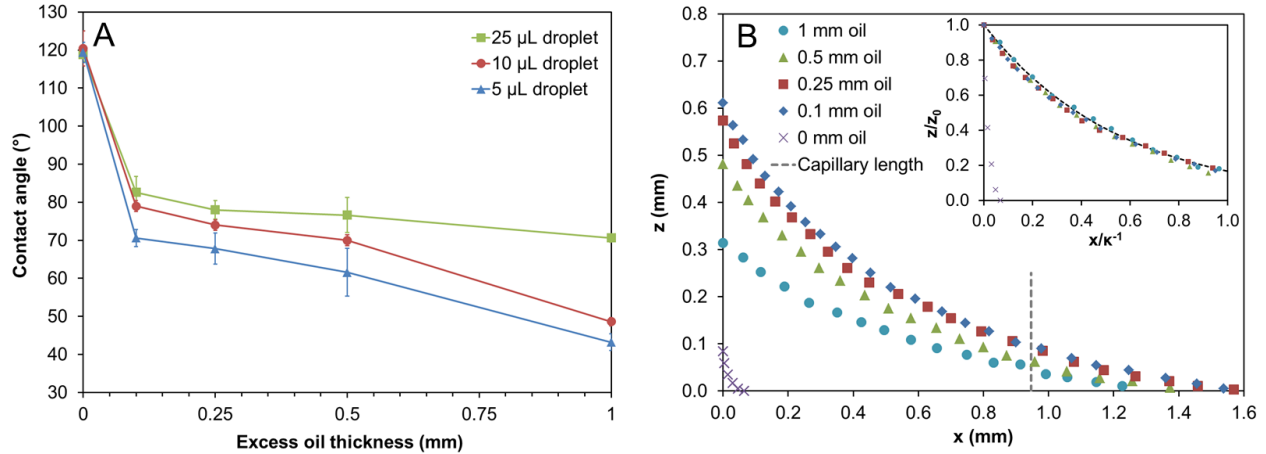 A
130
120
110
100
90
80
70
60
50
40
30
Contact angle (°)
0
0.25
0.5
0.75
1
Excess oil thickness (mm)
25 µL droplet
10 µL droplet
5 µL droplet
B
0.8
0.7
0.6
0.5
0.4
0.3
0.2
0.1
0.0
z (mm)
0.0
0.2
0.4
0.6
0.8
1.0
1.2
1.4
1.6
x (mm)
1 mm oil
0.5 mm oil
0.25 mm oil
0.1 mm oil
0 mm oil
Capillary length
1.0
0.8
0.6
0.4
0.2
0.0
z/z₀
0.0
0.2
0.4
0.6
0.8
1.0
x/κ⁻¹